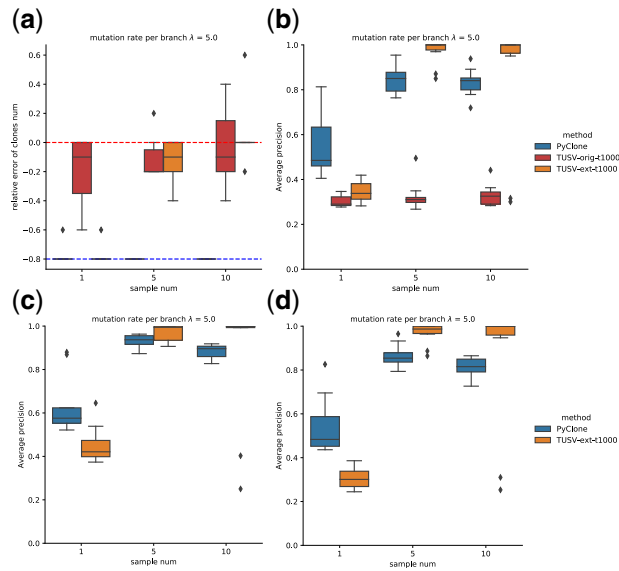 (a)
mutation rate per branch λ = 5.0
relative error of clones num
0.6
0.4
0.2
0.0
−0.2
−0.4
−0.6
−0.8
1
5
10
sample num
(b)
mutation rate per branch λ = 5.0
Average precision
1.0
0.8
0.6
0.4
0.2
0.0
1
5
10
sample num
method
PyClone
TUSV-orig-t1000
TUSV-ext-t1000
(c)
mutation rate per branch λ = 5.0
Average precision
1.0
0.8
0.6
0.4
0.2
0.0
1
5
10
sample num
(d)
mutation rate per branch λ = 5.0
Average precision
1.0
0.8
0.6
0.4
0.2
0.0
1
5
10
sample num
method
PyClone
TUSV-ext-t1000